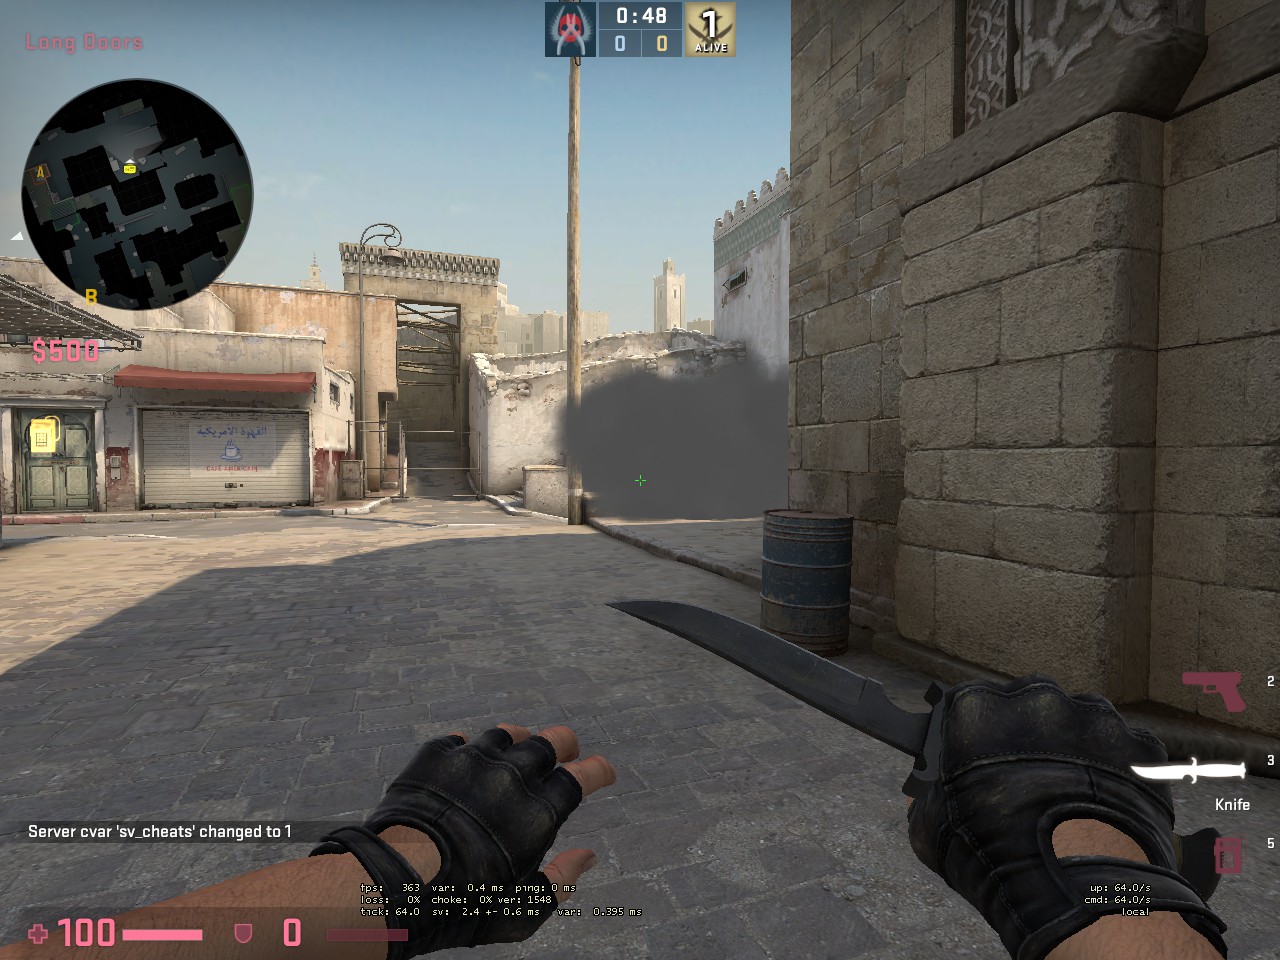 Long Doors
0:48
0 0
1
ALIVE
A
B
$500
القهوة الأمريكية
CAFE AMERICAIN
2
3
Knife
5
Server cvar 'sv_cheats' changed to 1
fps: 363 var: 0.4 ms ping: 0 ms
loss: 0% choke: 0% ver: 1548
tick: 64.0 sv: 2.4 +- 0.6 ms var: 0.395 ms
up: 64.0/s
cmd: 64.0/s
local
100
0